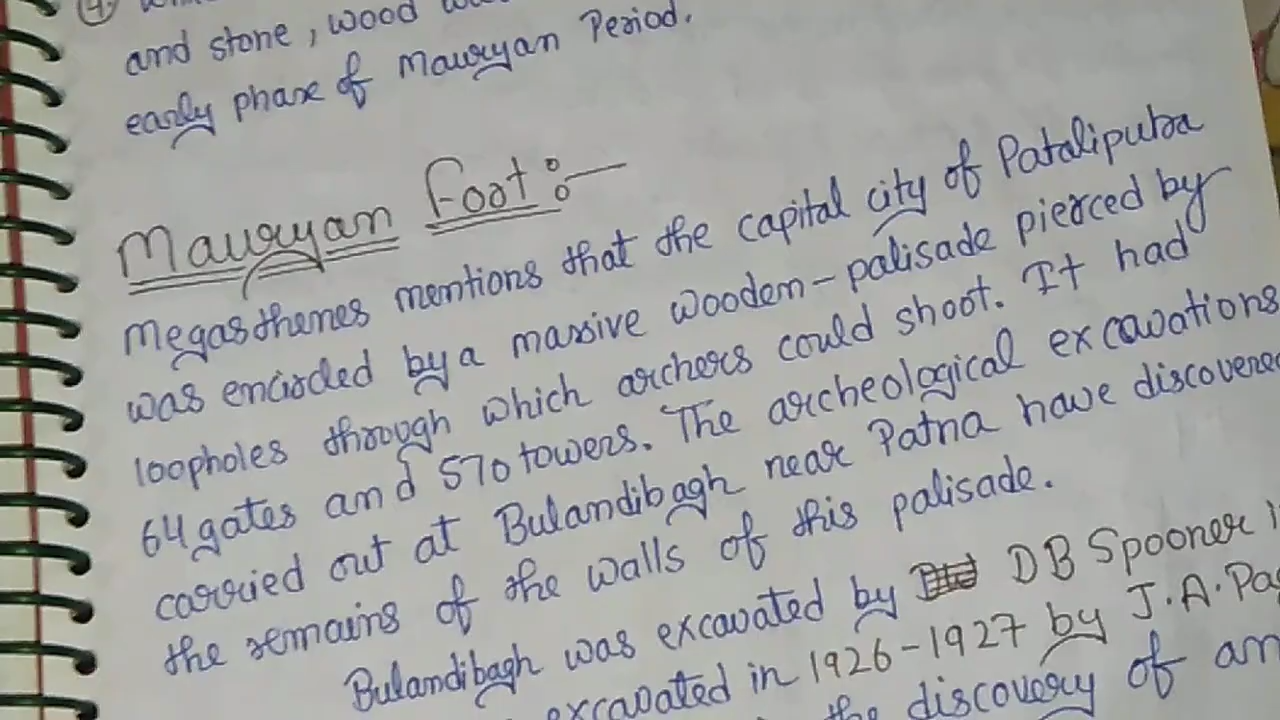 and stone, wood
early phase of Mauryan Period.
Mauryan Foot :-
Megasthenes mentions that the capital city of Pataliputra
was encircled by a massive wooden-palisade pierced by
loopholes through which archers could shoot. It had
64 gates and 570 towers. The archeological excavations
carried out at Bulandibagh near Patna have discovered
the remains of the walls of this palisade.
Bulandibagh was excavated by DB Spooner
excavated in 1926-1927 by J.A.
the discovery of an